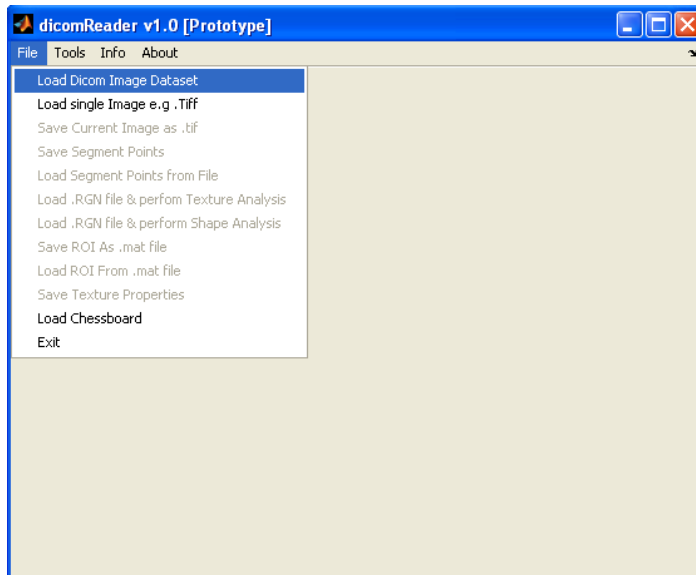 dicomReader v1.0 [Prototype]
File Tools Info About
Load Dicom Image Dataset
Load single Image e.g .Tiff
Save Current Image as .tif
Save Segment Points
Load Segment Points from File
Load .RGN file & perfom Texture Analysis
Load .RGN file & perform Shape Analysis
Save ROI As .mat file
Load ROI From .mat file
Save Texture Properties
Load Chessboard
Exit